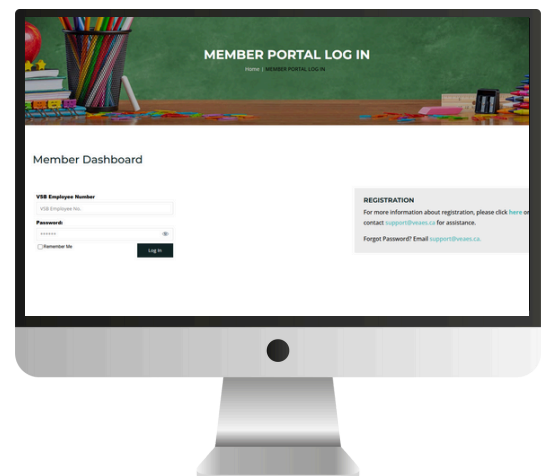 MEMBER PORTAL LOG IN
Home | MEMBER PORTAL LOG IN
Member Dashboard
VSB Employee Number
VSB Employee No.
Password:
••••••
Remember Me
Log In
REGISTRATION
For more information about registration, please click here or
contact support@veaes.ca for assistance.
Forgot Password? Email support@veaes.ca.